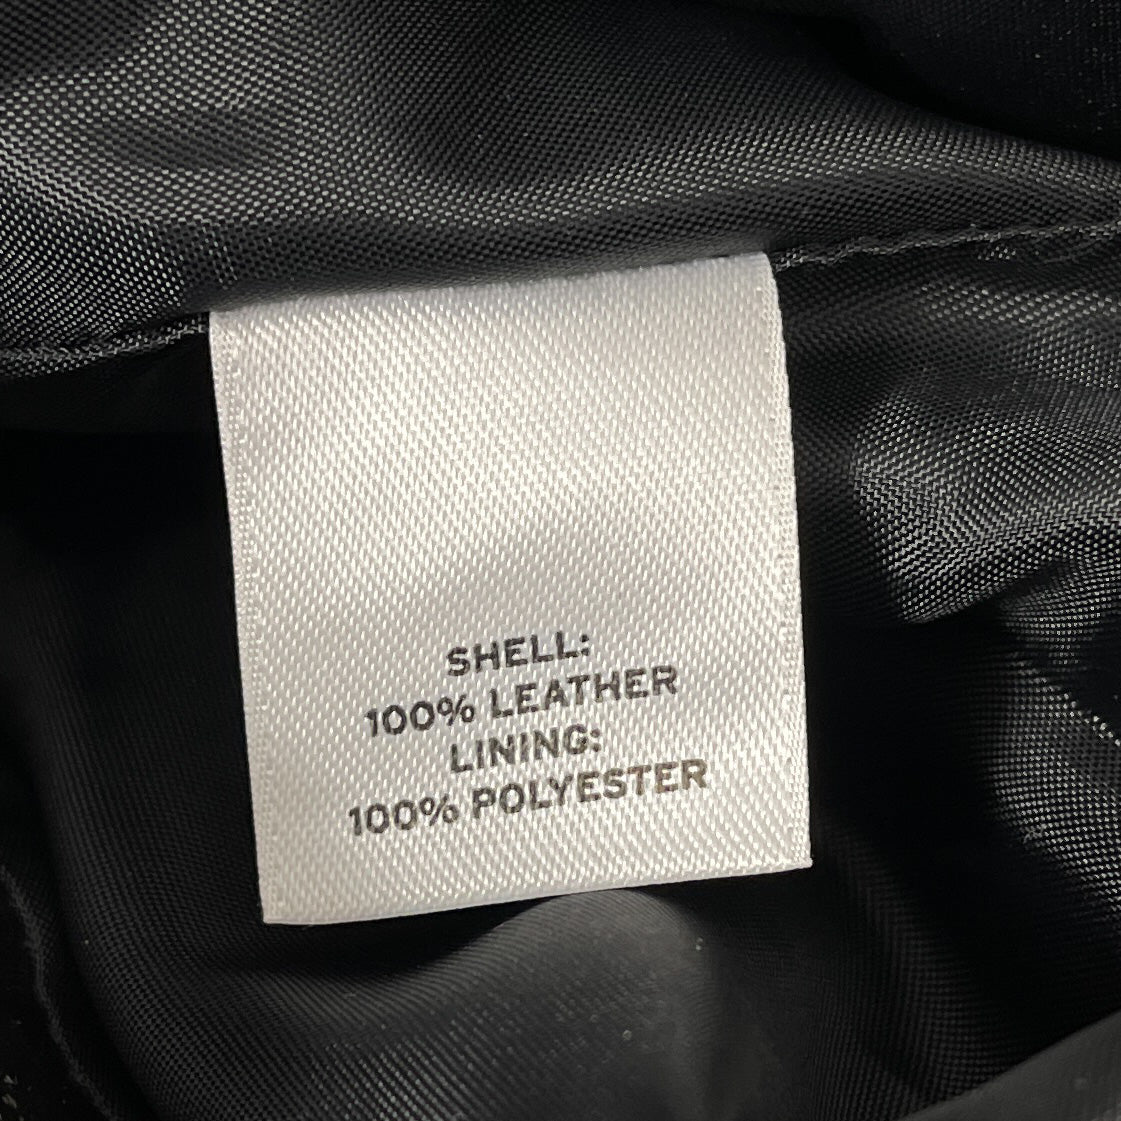 SHELL:
100% LEATHER
LINING:
100% POLYESTER